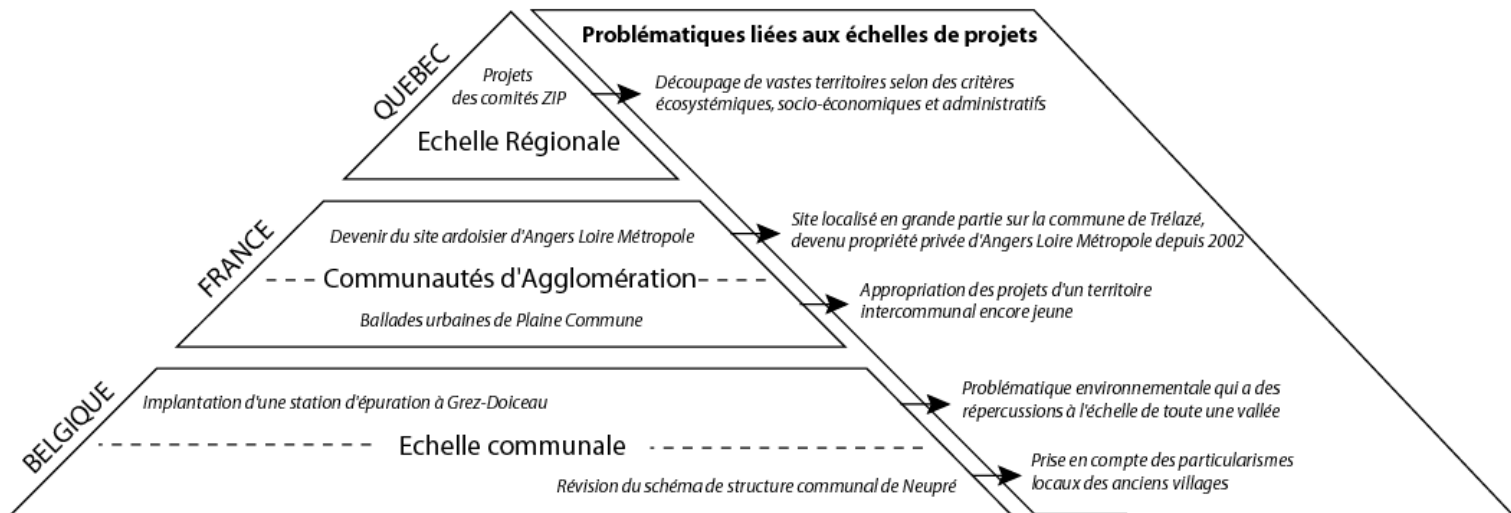 Problématiques liées aux échelles de projets
QUEBEC
Projets
des comités ZIP
Echelle Régionale
Découpage de vastes territoires selon des critères
écosystémiques, socio-économiques et administratifs
FRANCE
Devenir du site ardoisier d'Angers Loire Métropole
Communautés d'Agglomération
Ballades urbaines de Plaine Commune
Site localisé en grande partie sur la commune de Trélazé,
devenu propriété privée d'Angers Loire Métropole depuis 2002
Appropriation des projets d'un territoire
intercommunal encore jeune
BELGIQUE
Implantation d'une station d'épuration à Grez-Doiceau
Echelle communale
Révision du schéma de structure communal de Neupré
Problématique environnementale qui a des
répercussions à l'échelle de toute une vallée
Prise en compte des particularismes
locaux des anciens villages